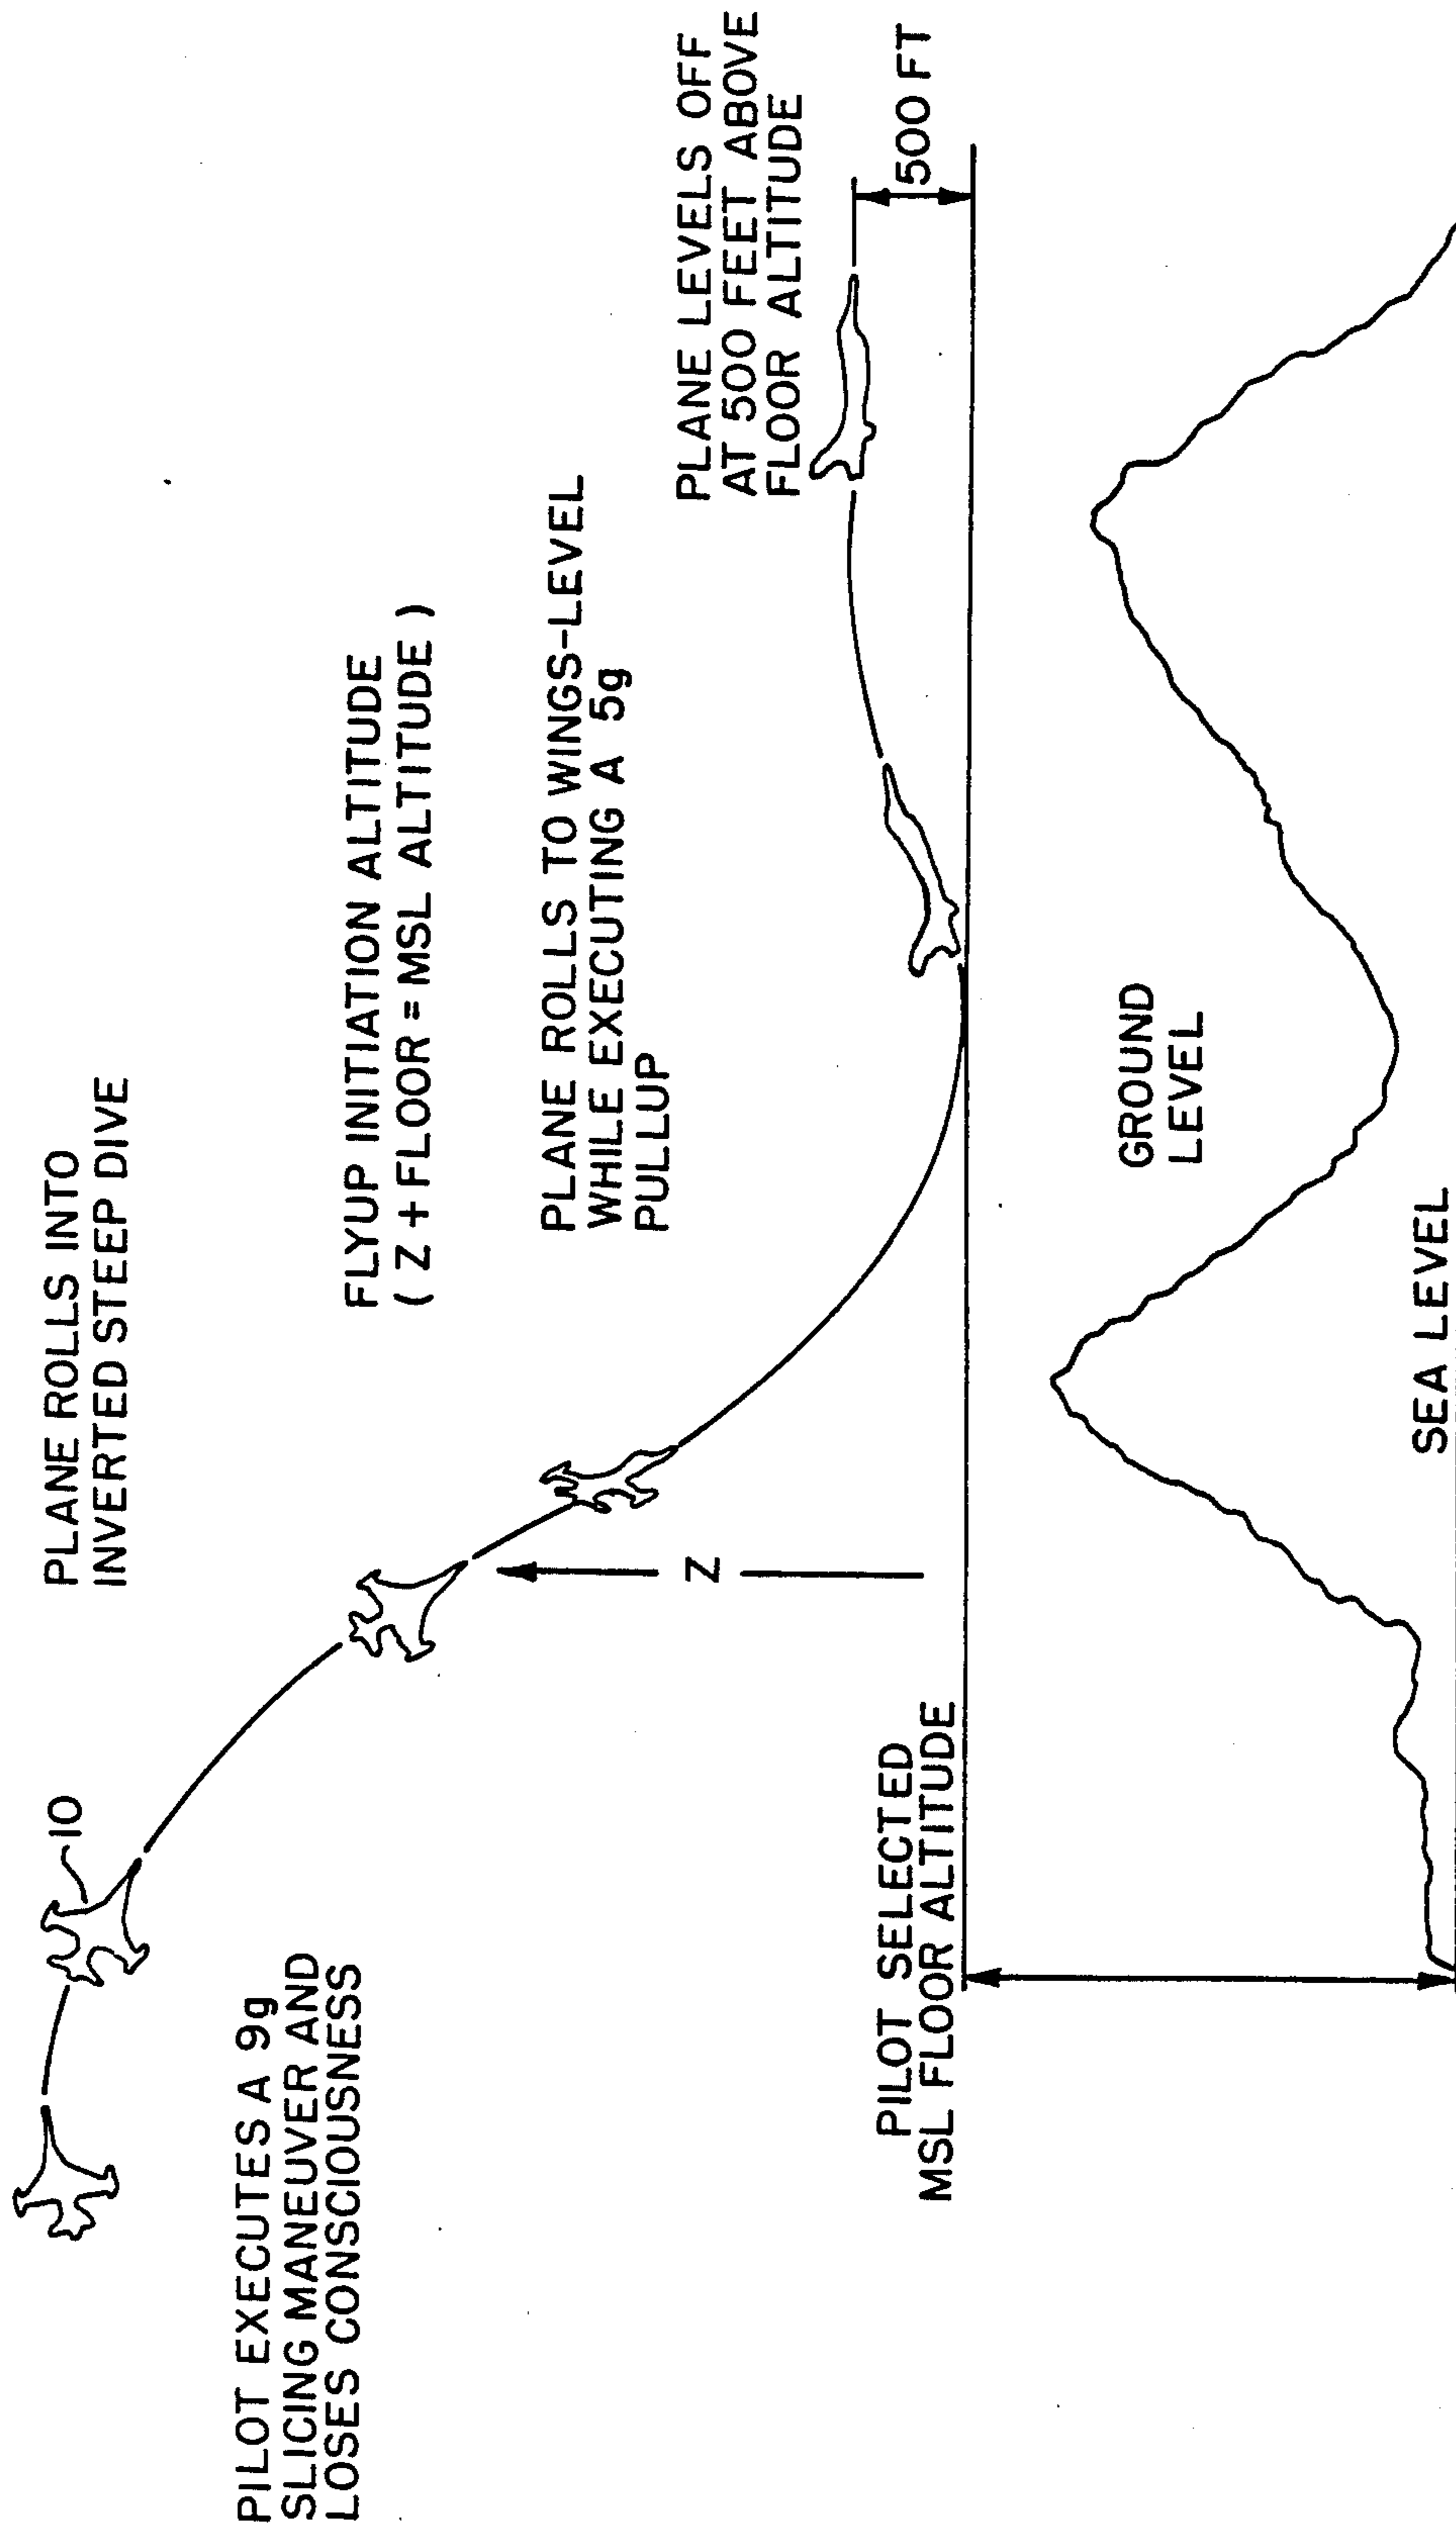 PILOT EXECUTES A 9g
SLICING MANEUVER AND
LOSES CONSCIOUSNESS
10
PLANE ROLLS INTO
INVERTED STEEP DIVE
FLYUP INITIATION ALTITUDE
( Z + FLOOR = MSL ALTITUDE )
PLANE ROLLS TO WINGS-LEVEL
WHILE EXECUTING A 5g
PULLUP
Z
PLANE LEVELS OFF
AT 500 FEET ABOVE
FLOOR ALTITUDE
500 FT
PILOT SELECTED
MSL FLOOR ALTITUDE
GROUND
LEVEL
SEA LEVEL